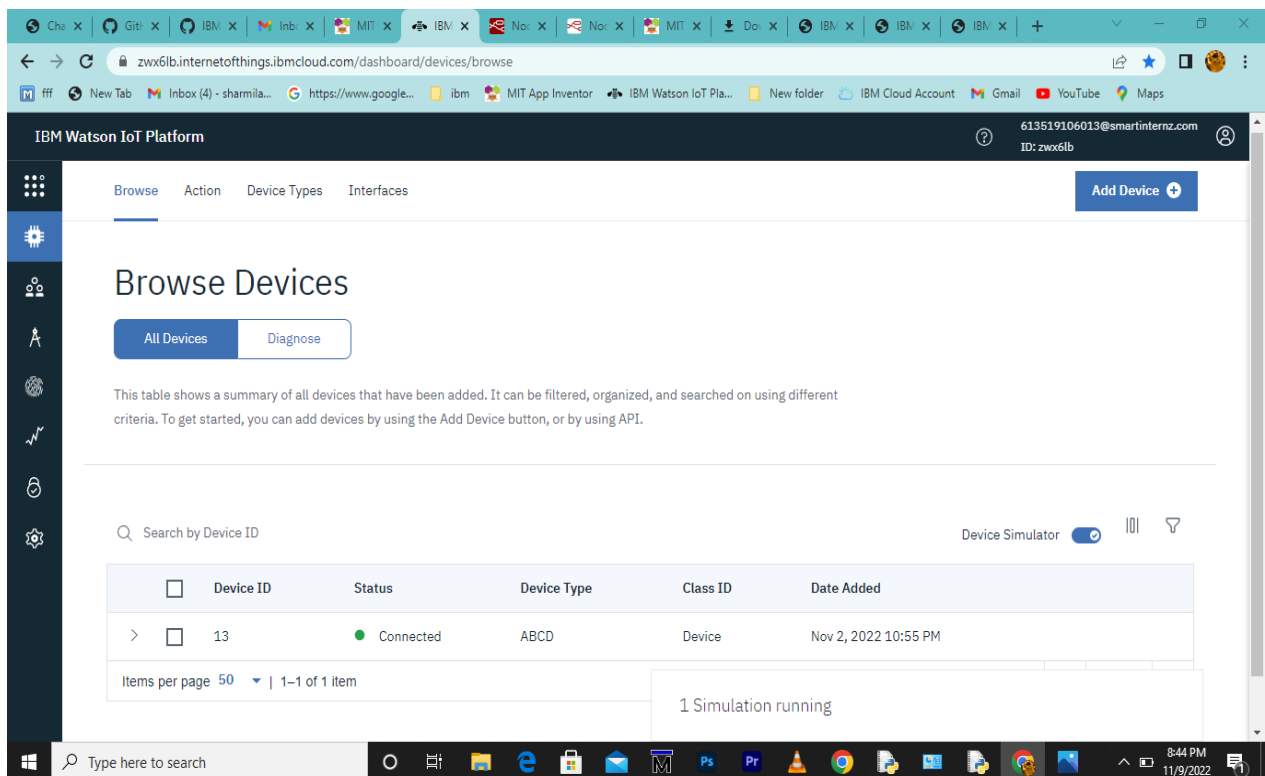 Cha Gith IBM Inbo MIT IBM Nod Nod MIT Dov IBM IBM IBM
zwx6lb.internetofthings.ibmcloud.com/dashboard/devices/browse
fff New Tab Inbox (4) - sharmila... https://www.google... ibm MIT App Inventor IBM Watson IoT Pla... New folder IBM Cloud Account Gmail YouTube Maps
IBM Watson IoT Platform
613519106013@smartinternz.com
ID: zwx6lb
Browse Action Device Types Interfaces Add Device
Browse Devices
All Devices Diagnose
This table shows a summary of all devices that have been added. It can be filtered, organized, and searched on using different
criteria. To get started, you can add devices by using the Add Device button, or by using API.
Search by Device ID Device Simulator
Device ID Status Device Type Class ID Date Added
13 Connected ABCD Device Nov 2, 2022 10:55 PM
Items per page 50 | 1–1 of 1 item
1 Simulation running
Type here to search Ps Pr 8:44 PM
11/9/2022